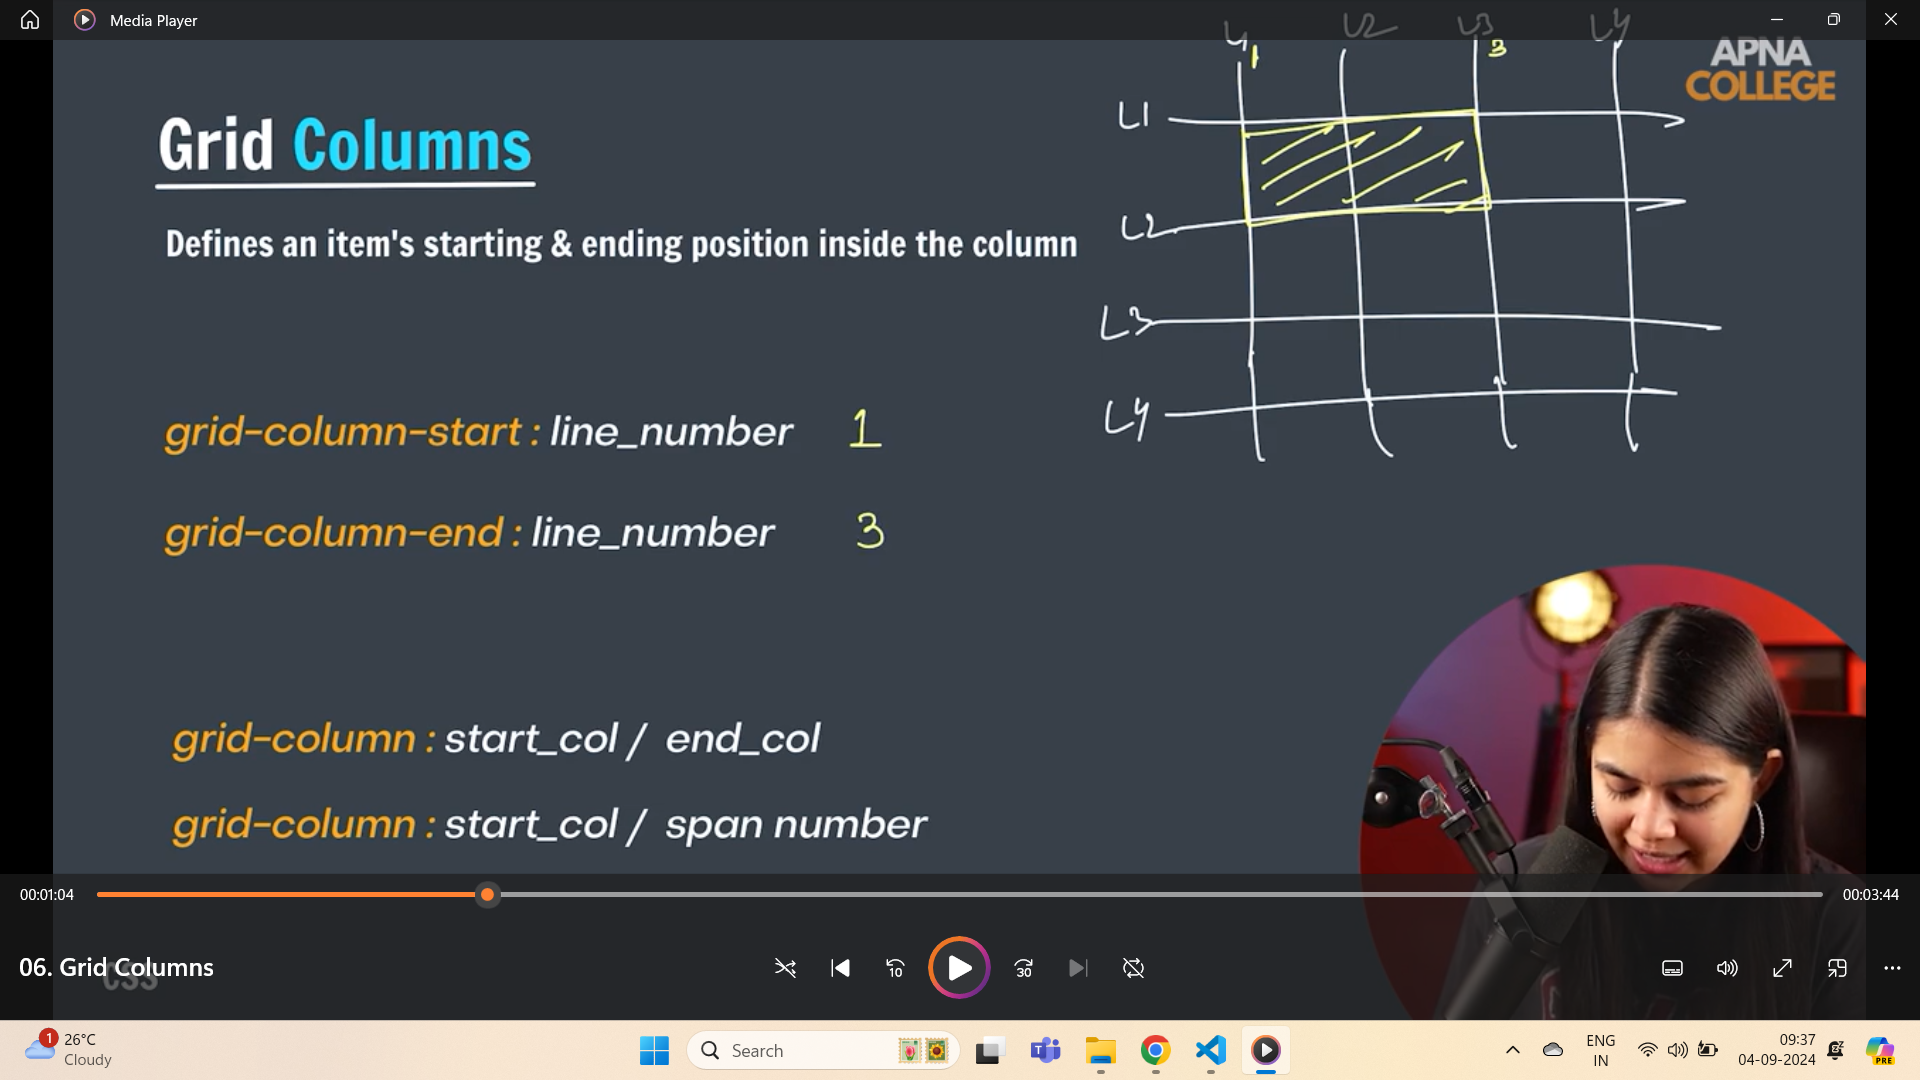 Media Player
L1 L2 L3 L4
1 3
APNA
COLLEGE
L1
Grid Columns
L2
Defines an item's starting & ending position inside the column
L3
L4
grid-column-start : line_number 1
grid-column-end : line_number 3
grid-column : start_col / end_col
grid-column : start_col / span number
00:01:04 00:03:44
06. Grid Columns
CSS
10 30
1 26°C
Cloudy
Search
ENG
IN
09:37
04-09-2024
PRE